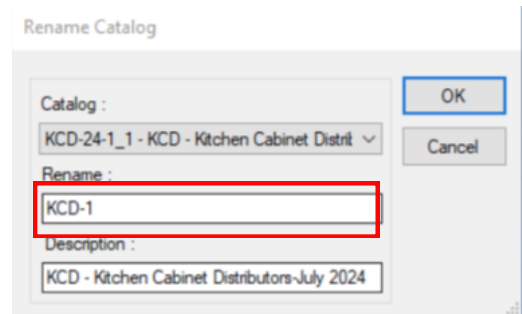 Rename Catalog
Catalog :
OK
KCD-24-1_1 - KCD - Kitchen Cabinet Distrib
Cancel
Rename :
KCD-1
Description :
KCD - Kitchen Cabinet Distributors-July 2024